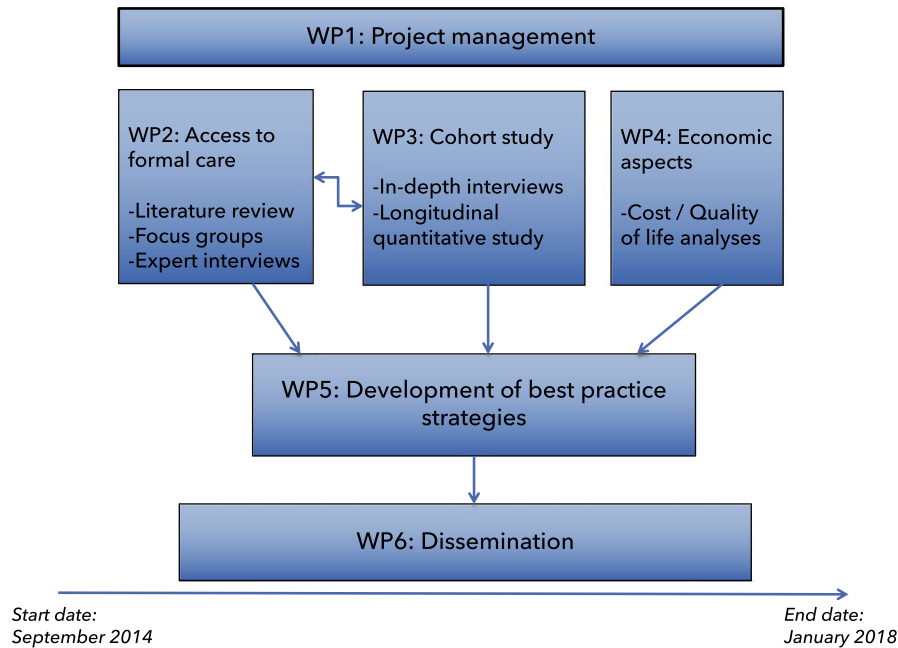 WP1: Project management
WP2: Access to
formal care
-Literature review
-Focus groups
-Expert interviews
WP3: Cohort study
-In-depth interviews
-Longitudinal
quantitative study
WP4: Economic
aspects
-Cost / Quality
of life analyses
WP5: Development of best practice
strategies
WP6: Dissemination
Start date:
September 2014
End date:
January 2018